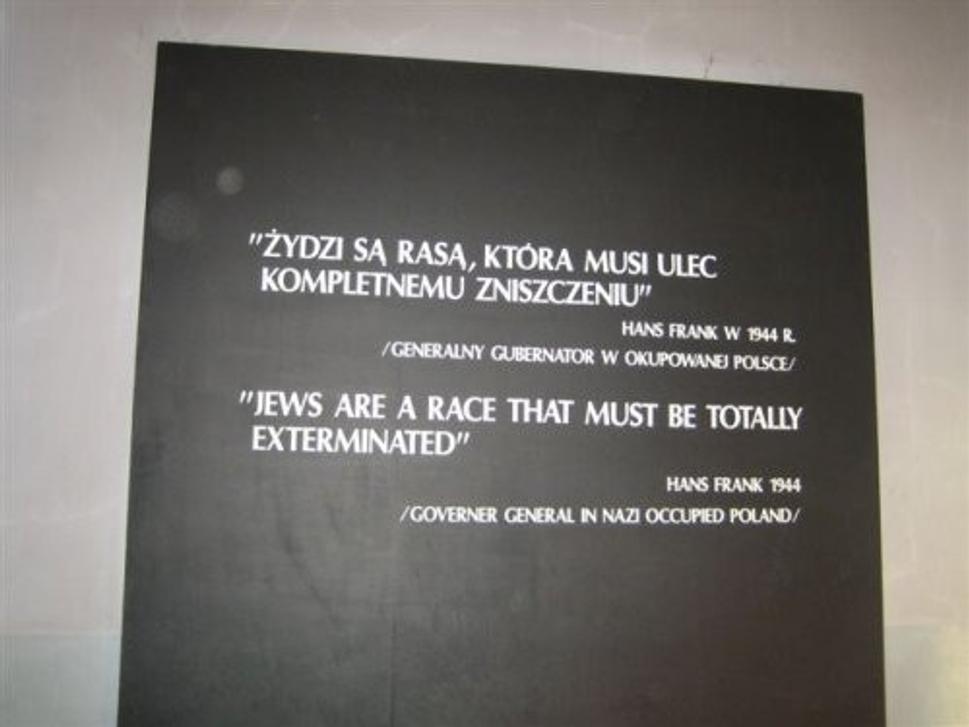 "ŻYDZI SĄ RASĄ, KTÓRA MUSI ULEC
KOMPLETNEMU ZNISZCZENIU"
HANS FRANK W 1944 R.
/GENERALNY GUBERNATOR W OKUPOWANEJ POLSCE/
"JEWS ARE A RACE THAT MUST BE TOTALLY
EXTERMINATED"
HANS FRANK 1944
/GOVERNER GENERAL IN NAZI OCCUPIED POLAND/